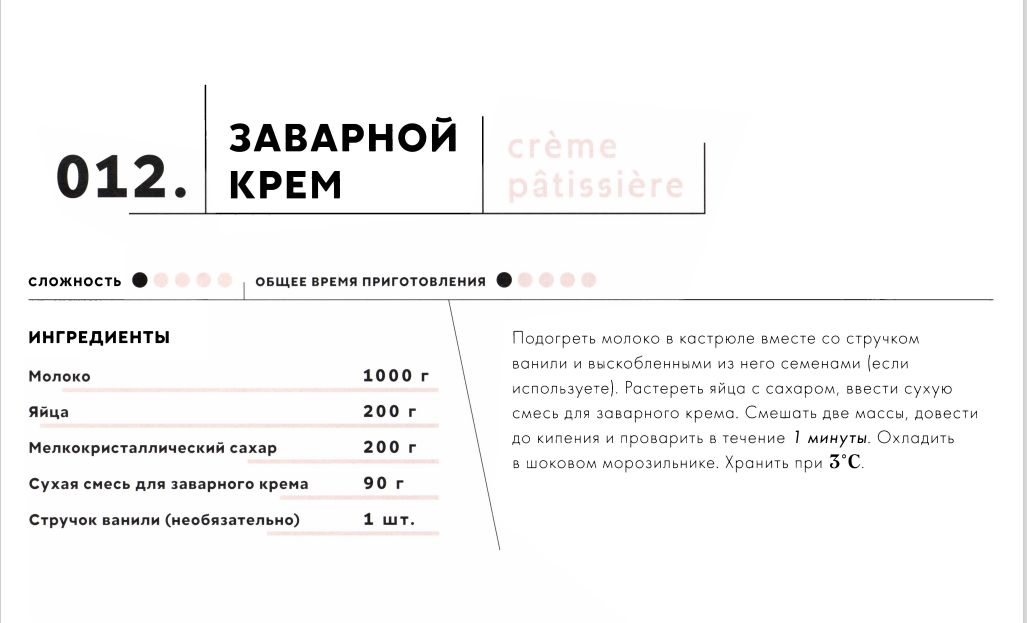 012.
ЗАВАРНОЙ
КРЕМ
crème
pâtissière
СЛОЖНОСТЬ
ОБЩЕЕ ВРЕМЯ ПРИГОТОВЛЕНИЯ
ИНГРЕДИЕНТЫ
Молоко 1000 г
Яйца 200 г
Мелкокристаллический сахар 200 г
Сухая смесь для заварного крема 90 г
Стручок ванили (необязательно) 1 шт.
Подогреть молоко в кастрюле вместе со стручком
ванили и выскобленными из него семенами (если
используете). Растереть яйца с сахаром, ввести сухую
смесь для заварного крема. Смешать две массы, довести
до кипения и проварить в течение 1 минуты. Охладить
в шоковом морозильнике. Хранить при 3°C.